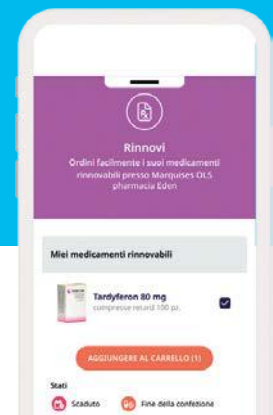 Rinnovi
Ordini facilmente i suoi medicamenti
rinnovabili presso Marquises OLS
pharmacia Eden
Miei medicamenti rinnovabili
Tardyferon 80 mg
compresse retard 100 pz.
AGGIUNGERE AL CARRELLO (1)
Stati
Scaduto Fine della confezione